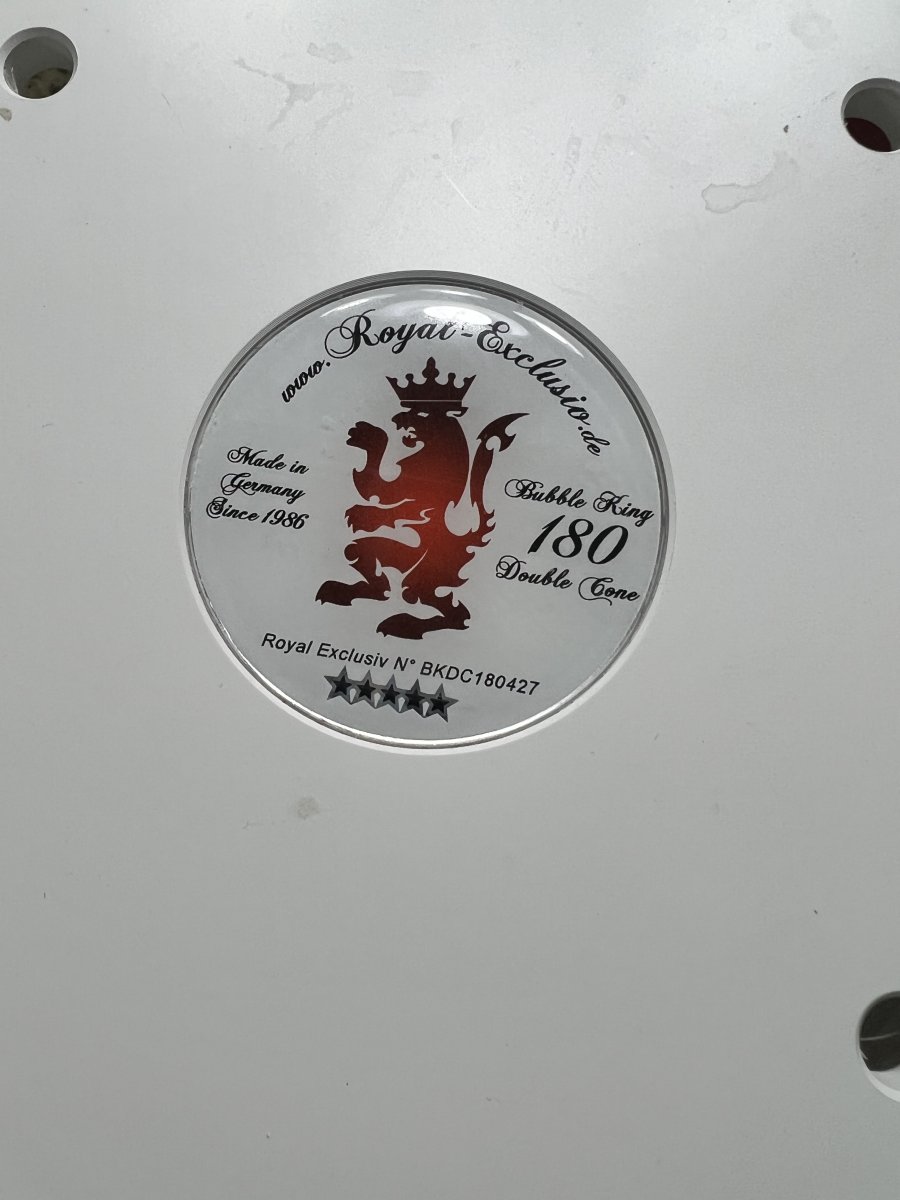 www.Royal-Exclusiv.de
Made in
Germany
Since 1986
Bubble King
180
Double Cone
Royal Exclusiv N° BKDC180427